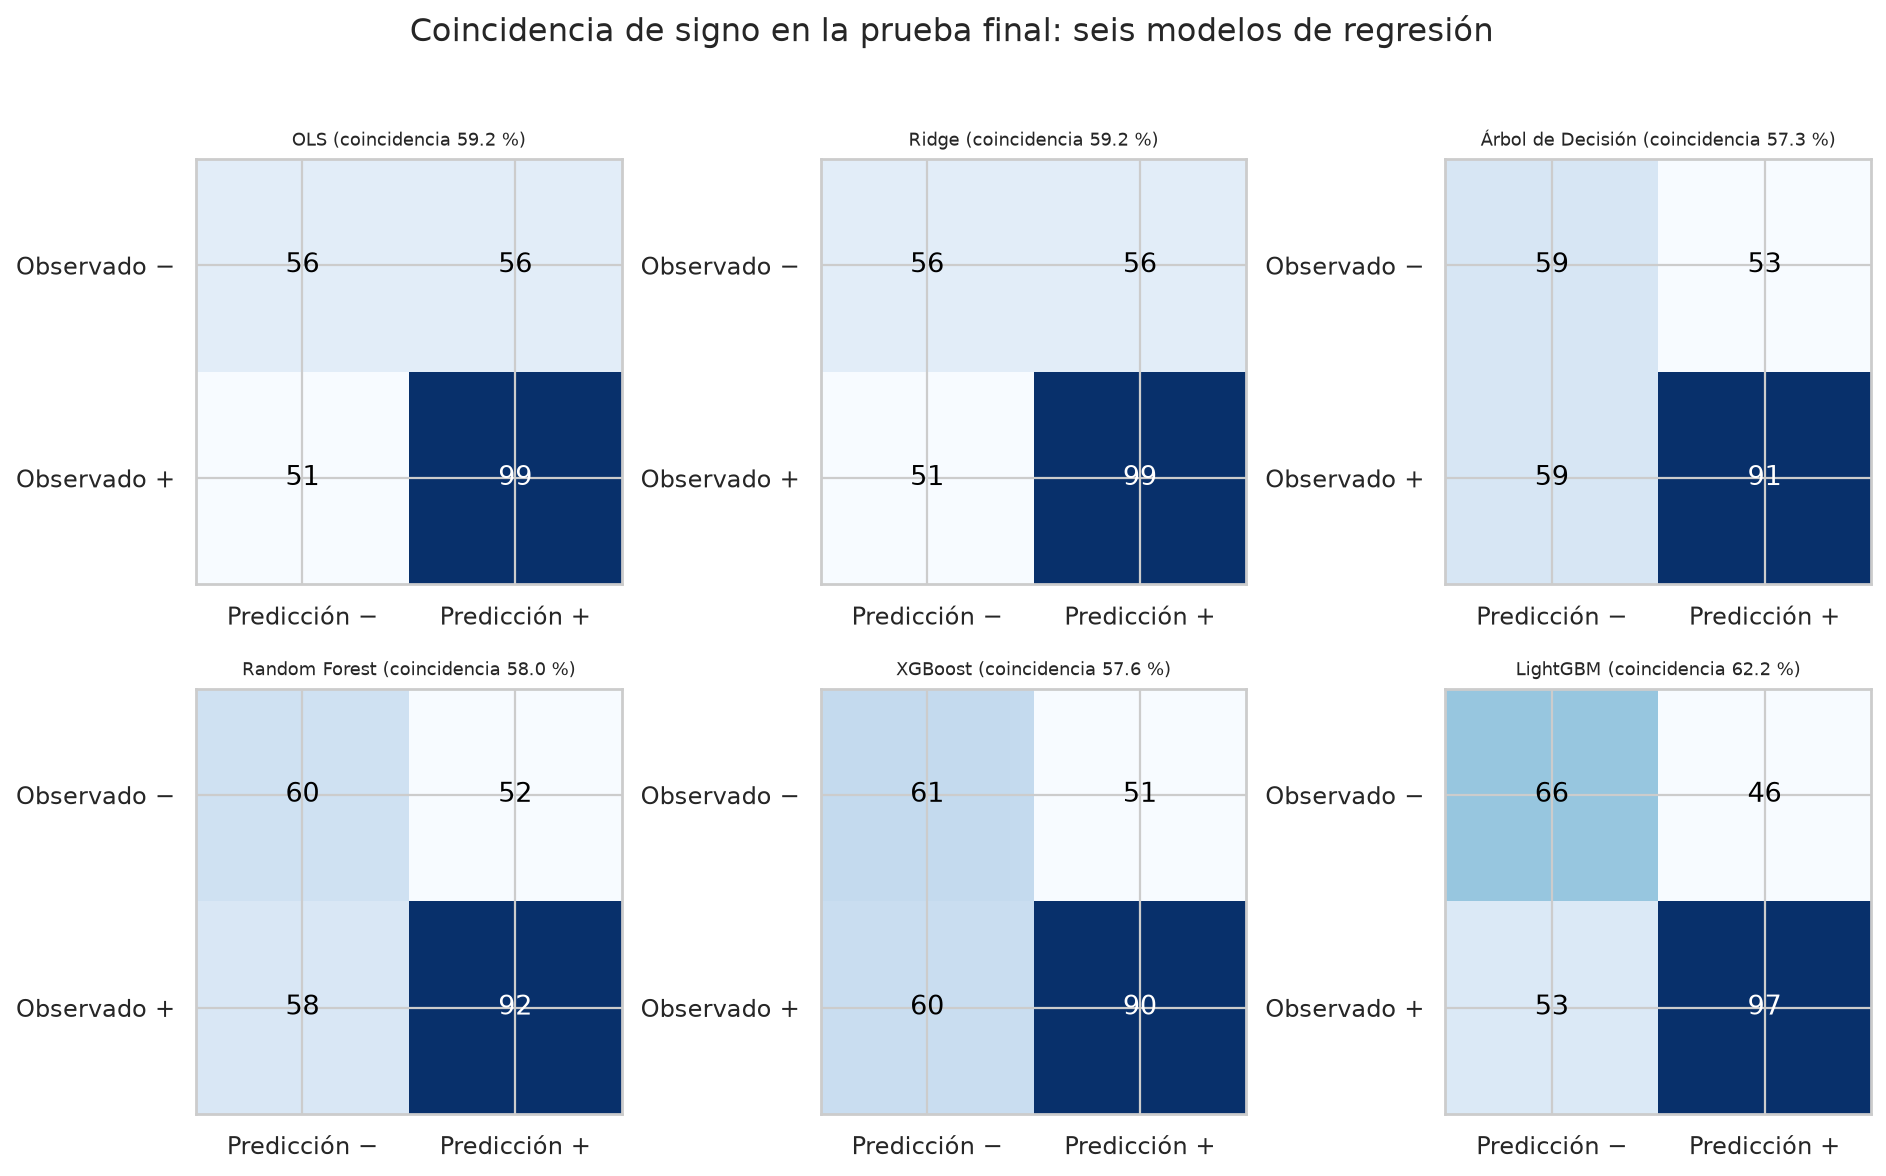 Coincidencia de signo en la prueba final: seis modelos de regresión
OLS (coincidencia 59.2 %)
Observado −
56
56
Observado +
51
99
Predicción −
Predicción +
Ridge (coincidencia 59.2 %)
Observado −
56
56
Observado +
51
99
Predicción −
Predicción +
Árbol de Decisión (coincidencia 57.3 %)
Observado −
59
53
Observado +
59
91
Predicción −
Predicción +
Random Forest (coincidencia 58.0 %)
Observado −
60
52
Observado +
58
92
Predicción −
Predicción +
XGBoost (coincidencia 57.6 %)
Observado −
61
51
Observado +
60
90
Predicción −
Predicción +
LightGBM (coincidencia 62.2 %)
Observado −
66
46
Observado +
53
97
Predicción −
Predicción +